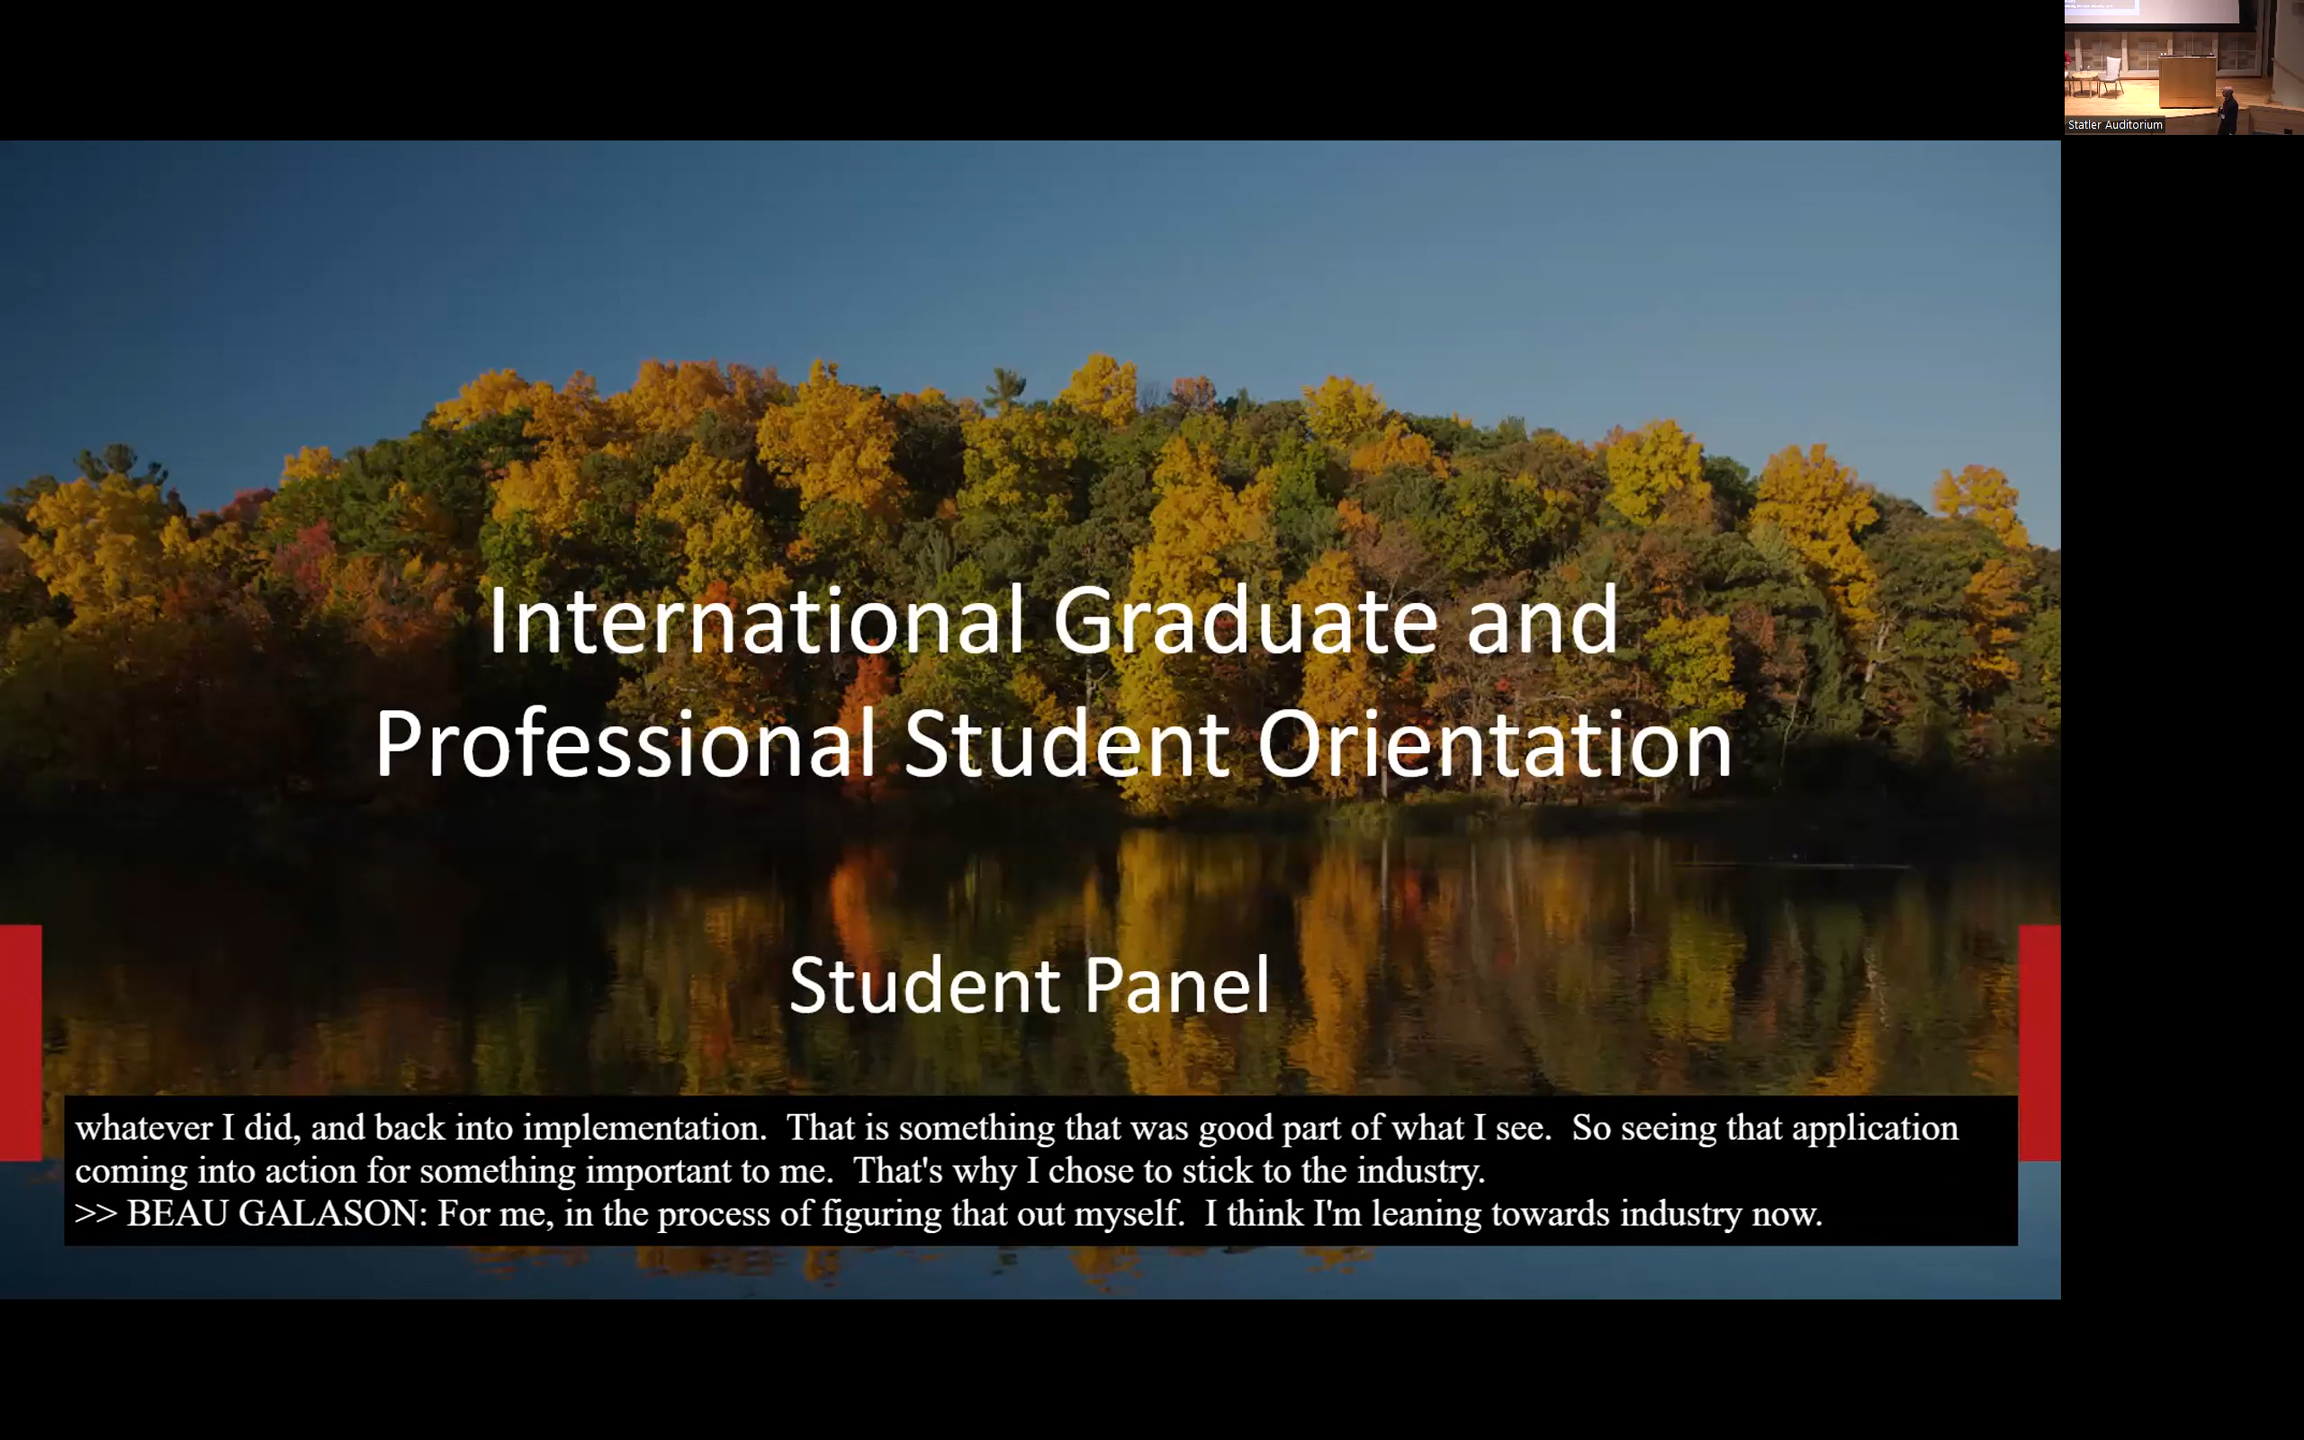 Statler Auditorium
International Graduate and
Professional Student Orientation
Student Panel
whatever I did, and back into implementation.  That is something that was good part of what I see.  So seeing that application
coming into action for something important to me.  That's why I chose to stick to the industry.
>> BEAU GALASON: For me, in the process of figuring that out myself.  I think I'm leaning towards industry now.